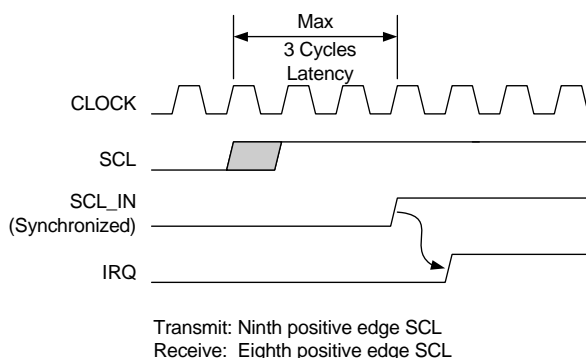 Max
3 Cycles
Latency
CLOCK
SCL
SCL_IN
(Synchronized)
IRQ
Transmit: Ninth positive edge SCL
Receive: Eighth positive edge SCL